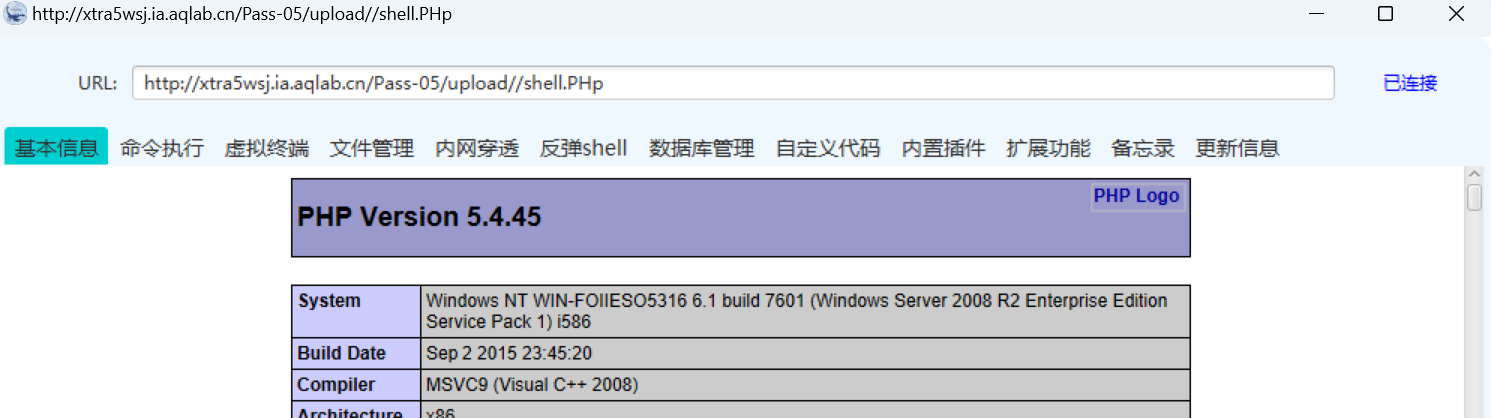 http://xtra5wsj.ia.aqlab.cn/Pass-05/upload//shell.PHp
URL: http://xtra5wsj.ia.aqlab.cn/Pass-05/upload//shell.PHp 已连接
基本信息 命令执行 虚拟终端 文件管理 内网穿透 反弹shell 数据库管理 自定义代码 内置插件 扩展功能 备忘录 更新信息
PHP Logo
PHP Version 5.4.45
System Windows NT WIN-FOIIESO5316 6.1 build 7601 (Windows Server 2008 R2 Enterprise Edition
Service Pack 1) i586
Build Date Sep 2 2015 23:45:20
Compiler MSVC9 (Visual C++ 2008)
Architecture x86